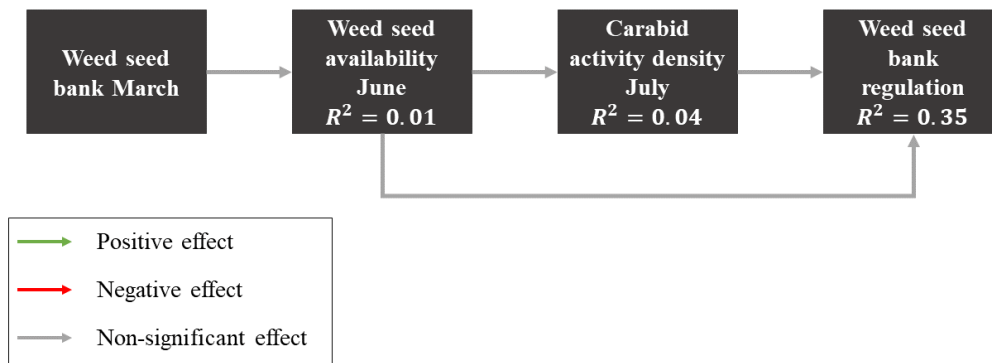 Weed seed
bank March
Weed seed
availability
June
R² = 0.01
Carabid
activity density
July
R² = 0.04
Weed seed
bank
regulation
R² = 0.35
Positive effect
Negative effect
Non-significant effect